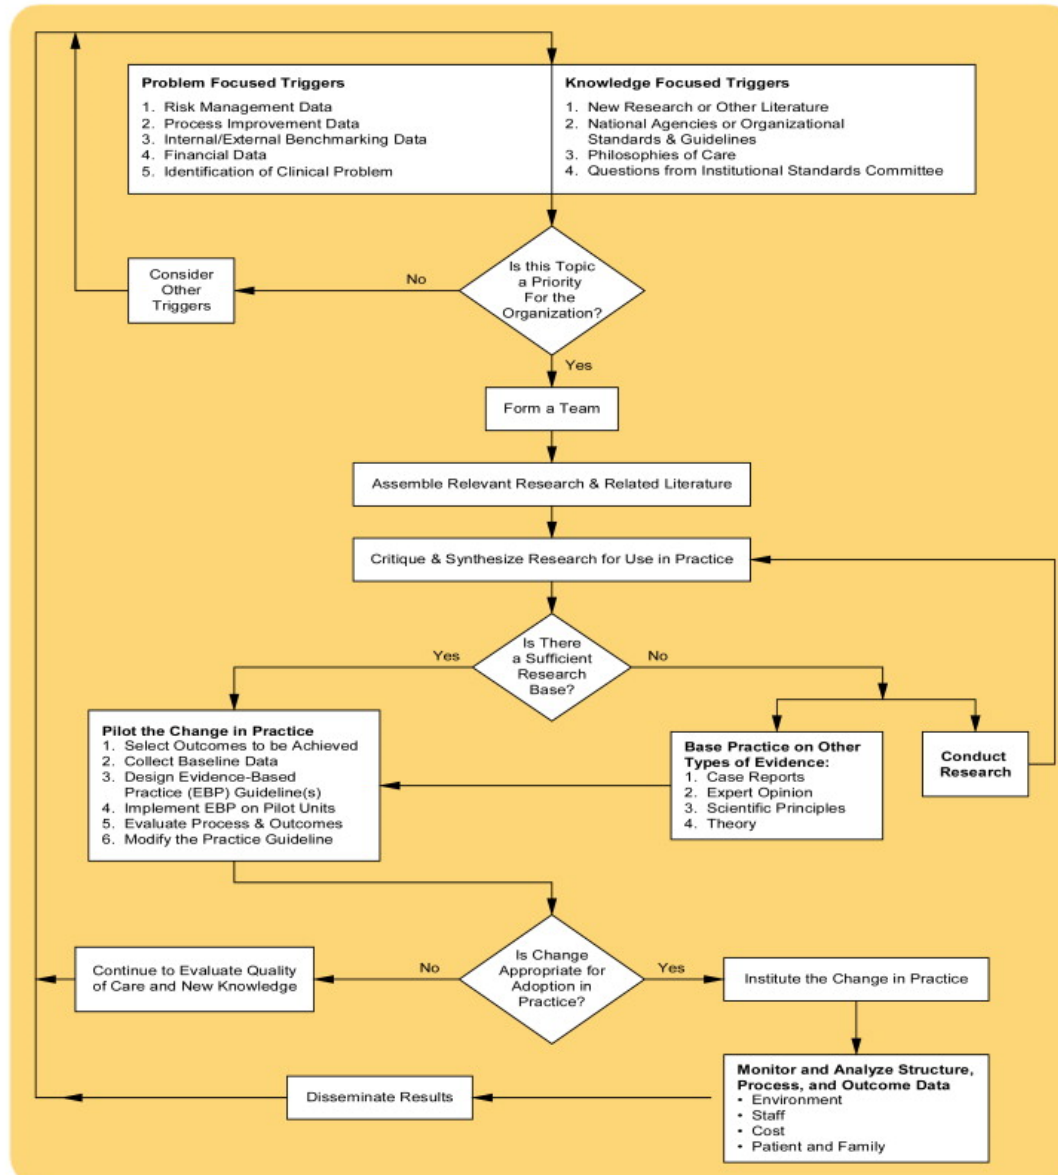 Problem Focused Triggers
1. Risk Management Data
2. Process Improvement Data
3. Internal/External Benchmarking Data
4. Financial Data
5. Identification of Clinical Problem
Knowledge Focused Triggers
1. New Research or Other Literature
2. National Agencies or Organizational
Standards & Guidelines
3. Philosophies of Care
4. Questions from Institutional Standards Committee
Is this Topic
a Priority
For the
Organization?
No
Consider
Other
Triggers
Yes
Form a Team
Assemble Relevant Research & Related Literature
Critique & Synthesize Research for Use in Practice
Is There
a Sufficient
Research
Base?
Yes
No
Pilot the Change in Practice
1. Select Outcomes to be Achieved
2. Collect Baseline Data
3. Design Evidence-Based
Practice (EBP) Guideline(s)
4. Implement EBP on Pilot Units
5. Evaluate Process & Outcomes
6. Modify the Practice Guideline
Base Practice on Other
Types of Evidence:
1. Case Reports
2. Expert Opinion
3. Scientific Principles
4. Theory
Conduct
Research
Is Change
Appropriate for
Adoption in
Practice?
No
Continue to Evaluate Quality
of Care and New Knowledge
Yes
Institute the Change in Practice
Monitor and Analyze Structure,
Process, and Outcome Data
• Environment
• Staff
• Cost
• Patient and Family
Disseminate Results